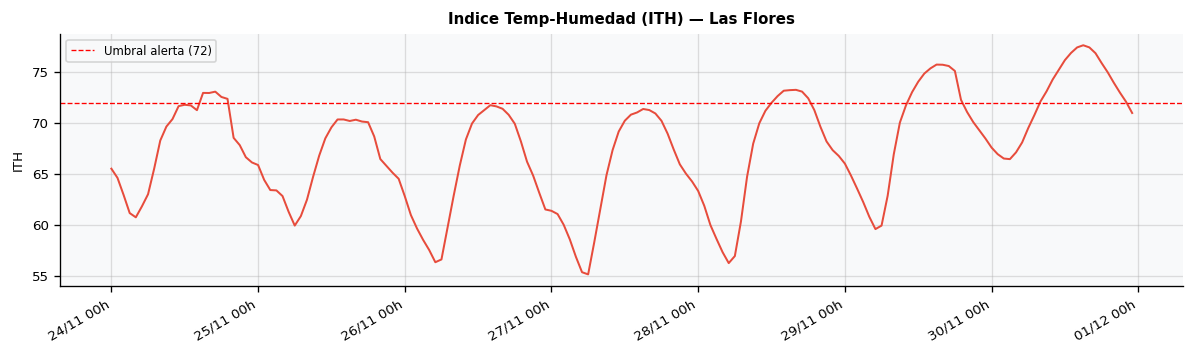 Indice Temp-Humedad (ITH) — Las Flores
Umbral alerta (72)
ITH
75
70
65
60
55
24/11 00h
25/11 00h
26/11 00h
27/11 00h
28/11 00h
29/11 00h
30/11 00h
01/12 00h